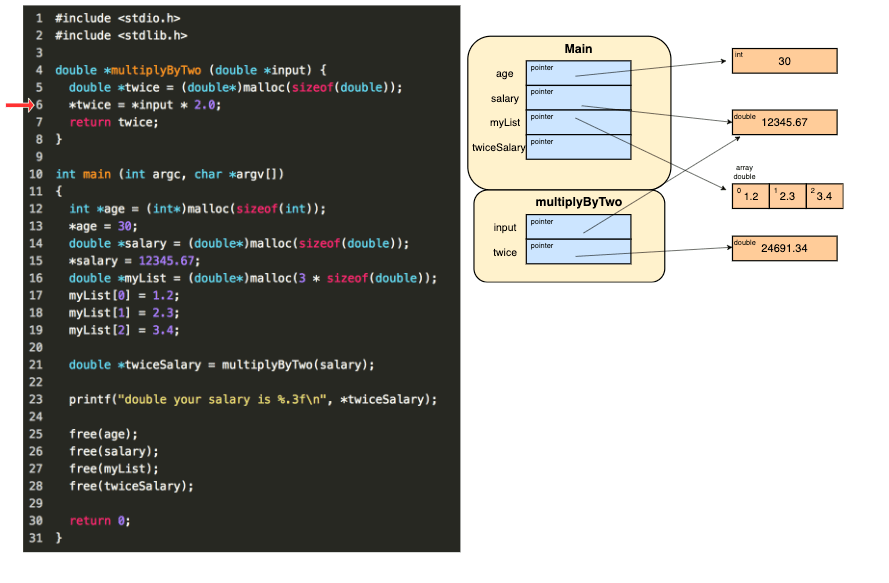 1 #include <stdio.h>
2 #include <stdlib.h>
3
4 double *multiplyByTwo (double *input) {
5   double *twice = (double*)malloc(sizeof(double));
6   *twice = *input * 2.0;
7   return twice;
8 }
9
10 int main (int argc, char *argv[])
11 {
12   int *age = (int*)malloc(sizeof(int));
13   *age = 30;
14   double *salary = (double*)malloc(sizeof(double));
15   *salary = 12345.67;
16   double *myList = (double*)malloc(3 * sizeof(double));
17   myList[0] = 1.2;
18   myList[1] = 2.3;
19   myList[2] = 3.4;
20
21   double *twiceSalary = multiplyByTwo(salary);
22
23   printf("double your salary is %.3f\n", *twiceSalary);
24
25   free(age);
26   free(salary);
27   free(myList);
28   free(twiceSalary);
29
30   return 0;
31 }
Main
age pointer
salary pointer
myList pointer
twiceSalary pointer
multiplyByTwo
input pointer
twice pointer
int
30
double
12345.67
array
double
0 1.2 1 2.3 2 3.4
double
24691.34